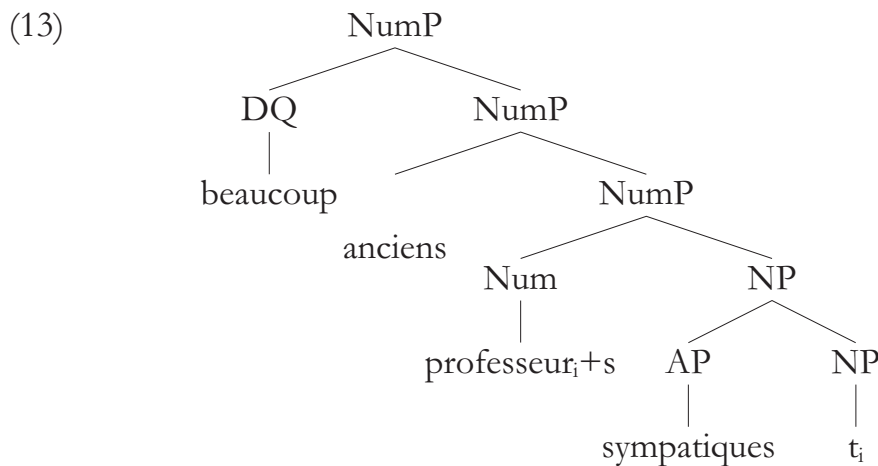 (13) NumP
DQ NumP
beaucoup NumP
anciens
Num NP
professeurᵢ+s AP NP
sympatiques tᵢ